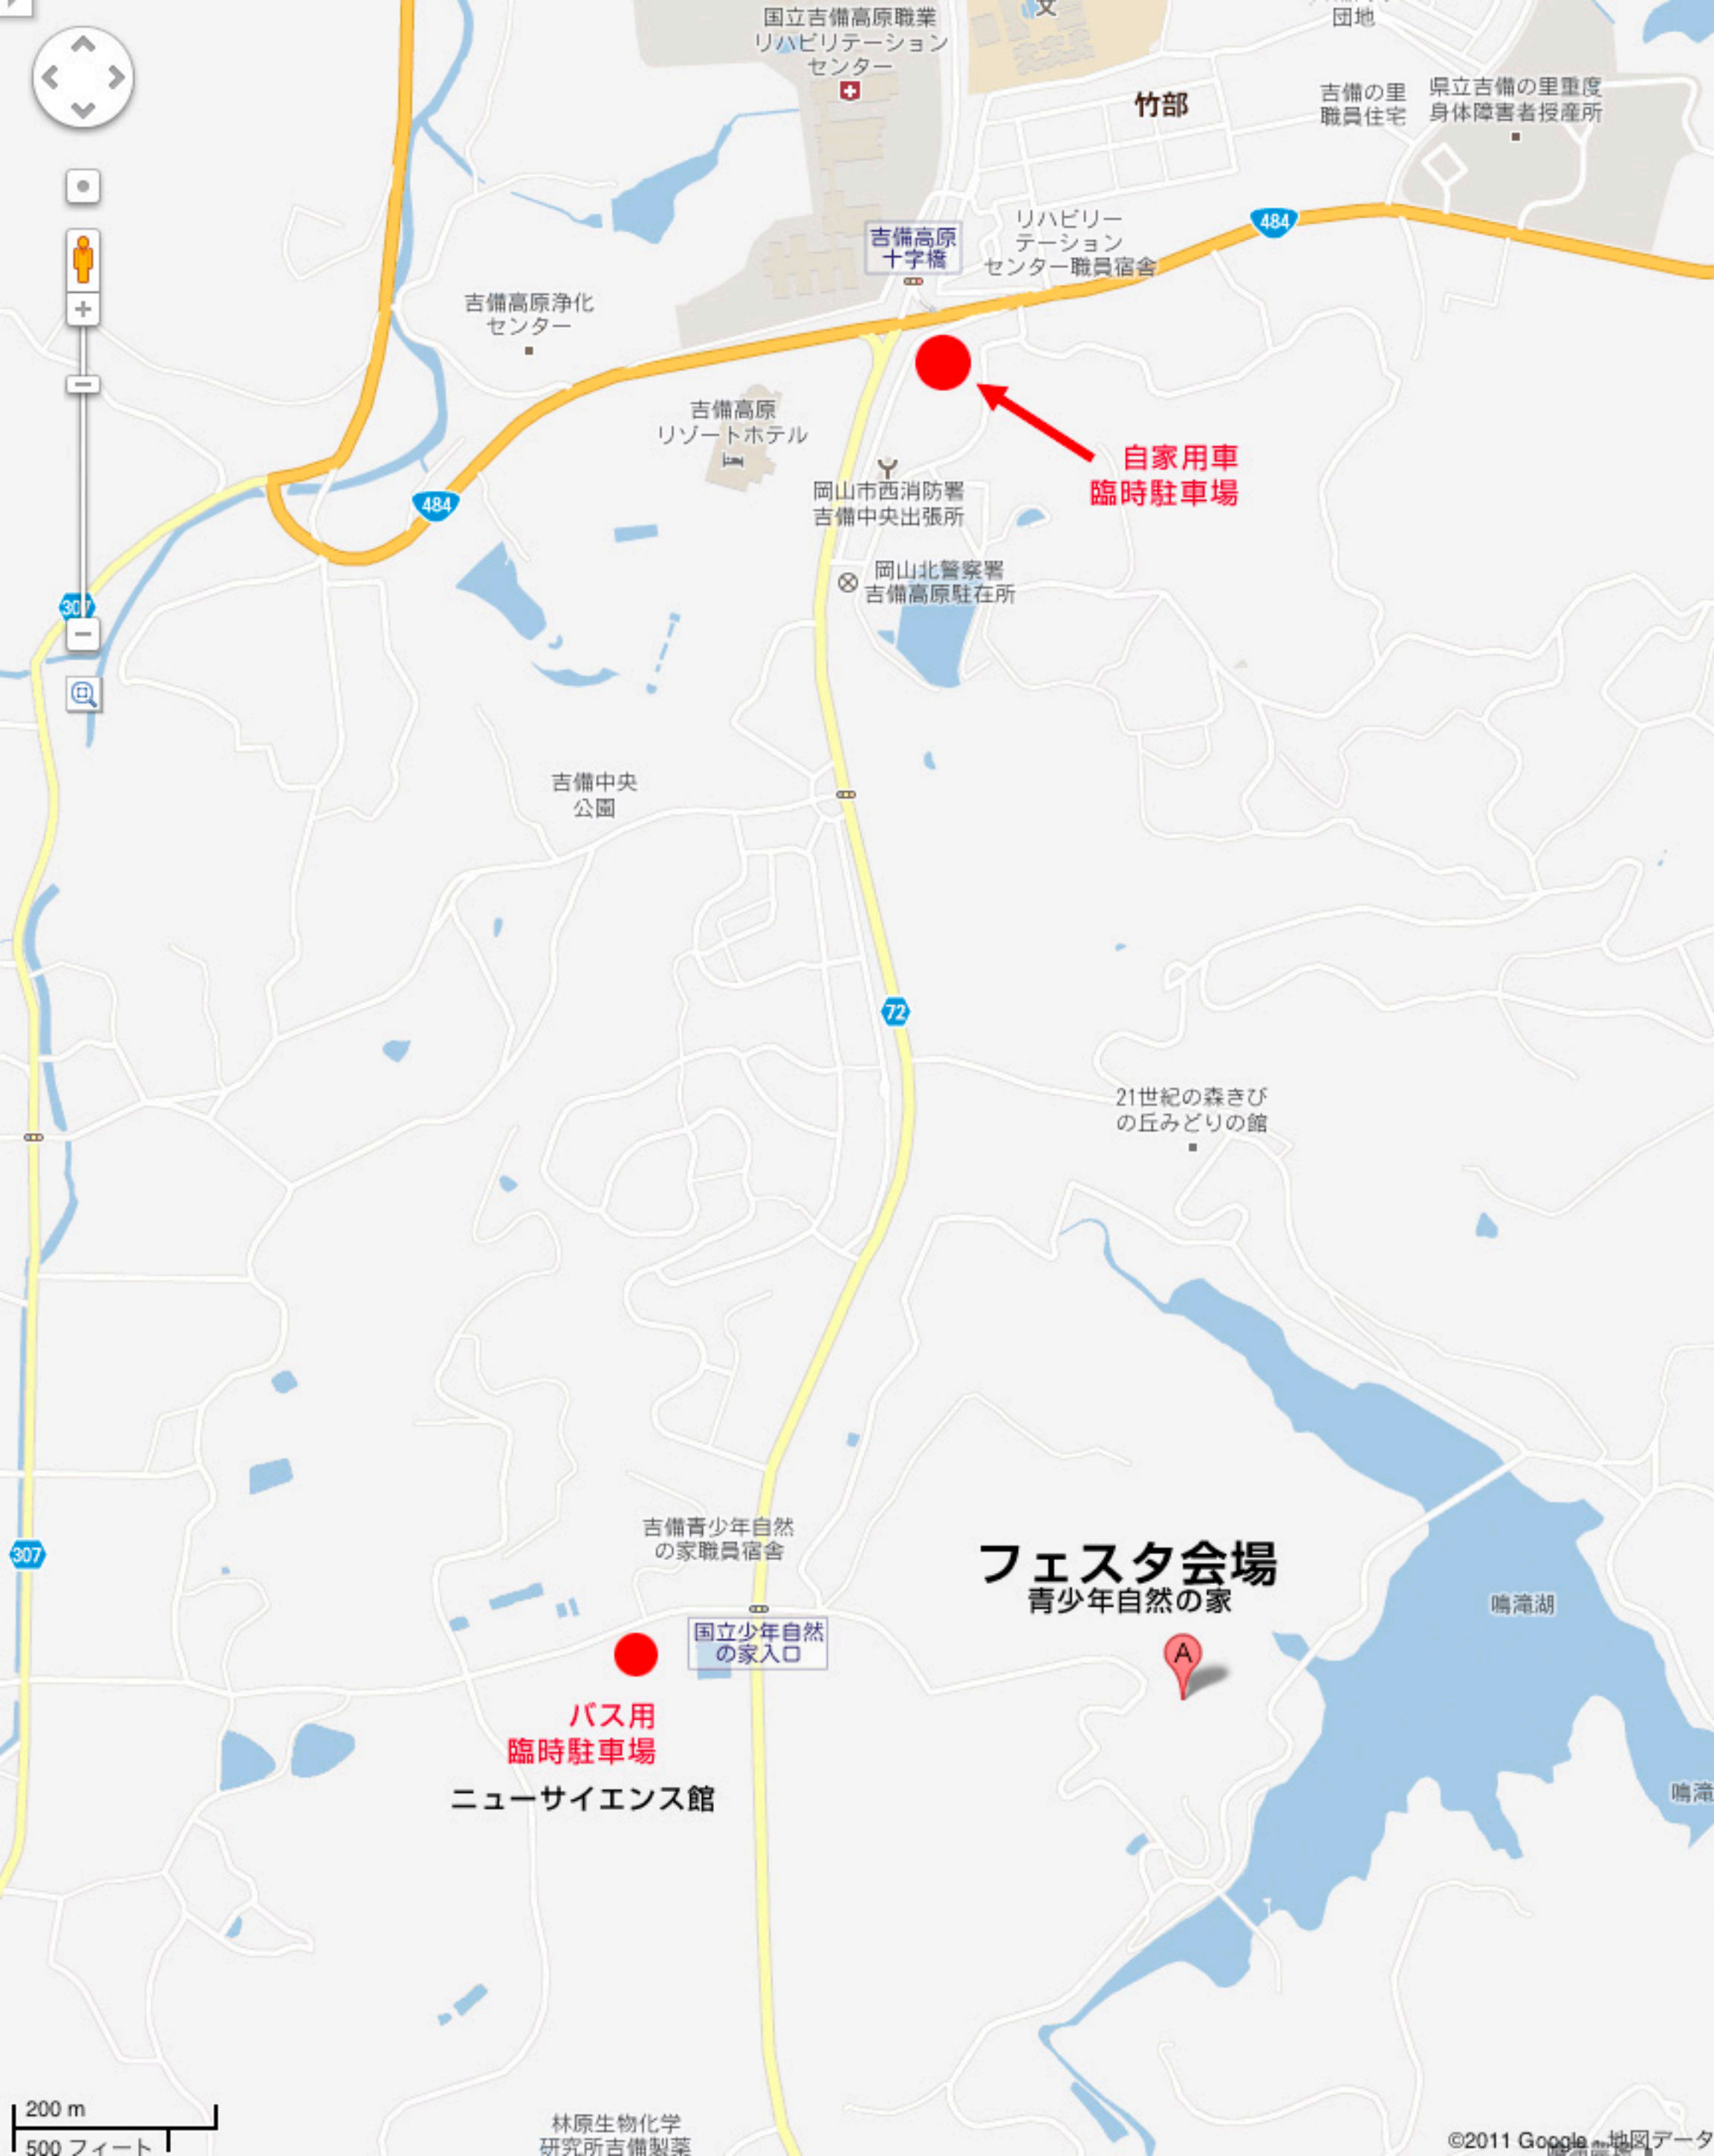 文
団地
国立吉備高原職業
リハビリテーション
センター
竹部
吉備の里
職員住宅
県立吉備の里重度
身体障害者授産所
吉備高原
十字橋
リハビリー
テーション
センター職員宿舎
484
吉備高原浄化
センター
吉備高原
リゾートホテル
自家用車
臨時駐車場
484
岡山市西消防署
吉備中央出張所
岡山北警察署
吉備高原駐在所
307
吉備中央
公園
72
21世紀の森きび
の丘みどりの館
307
吉備青少年自然
の家職員宿舎
フェスタ会場
青少年自然の家
鳴滝湖
国立少年自然
の家入口
A
バス用
臨時駐車場
ニューサイエンス館
鳴滝
200 m
500 フィート
林原生物化学
研究所吉備製薬
©2011 Google - 地図データ